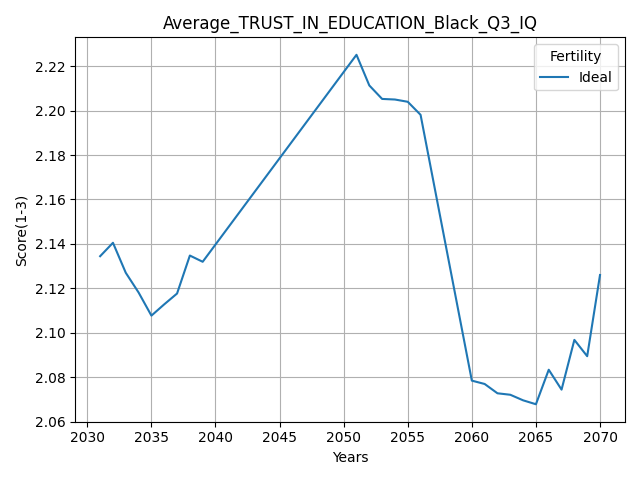 Average_TRUST_IN_EDUCATION_Black_Q3_IQ
Fertility
Ideal
Score(1-3)
2.22
2.20
2.18
2.16
2.14
2.12
2.10
2.08
2.06
2030 2035 2040 2045 2050 2055 2060 2065 2070
Years